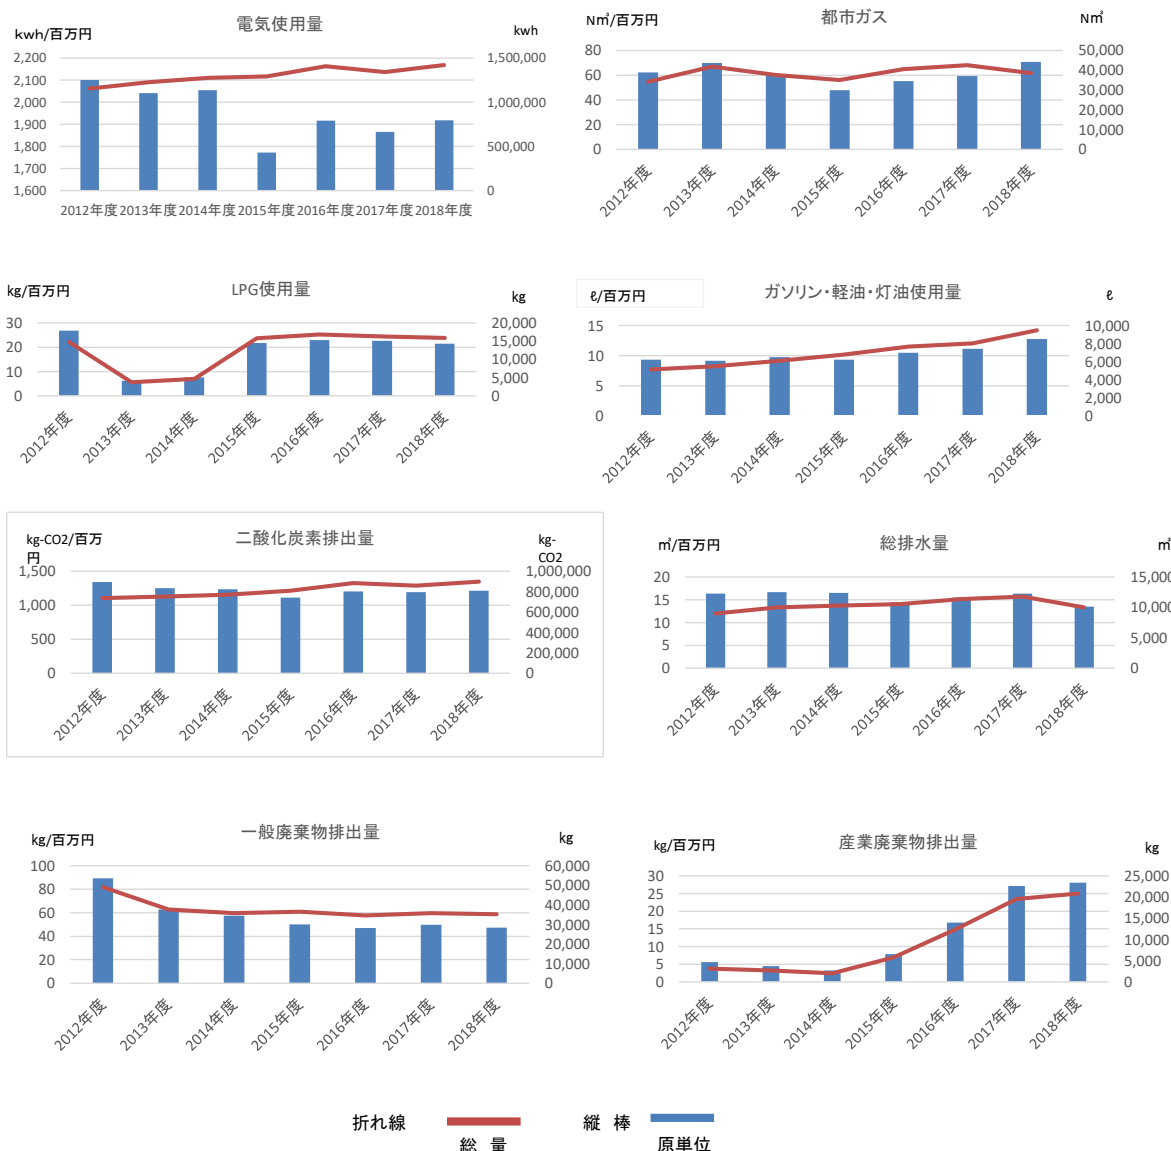 電気使用量
kwh/百万円
kwh
2,200
2,100
2,000
1,900
1,800
1,700
1,600
1,500,000
1,000,000
500,000
0
2012年度 2013年度 2014年度 2015年度 2016年度 2017年度 2018年度
都市ガス
N㎥/百万円
N㎥
80
60
40
20
0
50,000
40,000
30,000
20,000
10,000
0
2012年度 2013年度 2014年度 2015年度 2016年度 2017年度 2018年度
LPG使用量
kg/百万円
kg
30
20
10
0
20,000
15,000
10,000
5,000
0
2012年度 2013年度 2014年度 2015年度 2016年度 2017年度 2018年度
ガソリン・軽油・灯油使用量
ℓ/百万円
ℓ
15
10
5
0
10,000
8,000
6,000
4,000
2,000
0
2012年度 2013年度 2014年度 2015年度 2016年度 2017年度 2018年度
二酸化炭素排出量
kg-CO2/百万
円
kg-
CO2
1,500
1,000
500
0
1,000,000
800,000
600,000
400,000
200,000
0
2012年度 2013年度 2014年度 2015年度 2016年度 2017年度 2018年度
総排水量
㎥/百万円
㎥
20
15
10
5
0
15,000
10,000
5,000
0
2012年度 2013年度 2014年度 2015年度 2016年度 2017年度 2018年度
一般廃棄物排出量
kg/百万円
kg
100
80
60
40
20
0
60,000
50,000
40,000
30,000
20,000
10,000
0
2012年度 2013年度 2014年度 2015年度 2016年度 2017年度 2018年度
産業廃棄物排出量
kg/百万円
kg
30
25
20
15
10
5
0
25,000
20,000
15,000
10,000
5,000
0
2012年度 2013年度 2014年度 2015年度 2016年度 2017年度 2018年度
折れ線
総 量
縦 棒
原単位